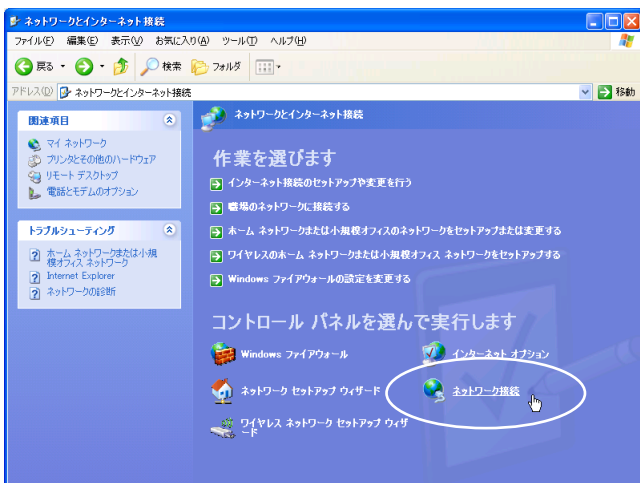 ネットワークとインターネット接続
ファイル(F) 編集(E) 表示(V) お気に入り(A) ツール(T) ヘルプ(H)
戻る 検索 フォルダ
アドレス(D) ネットワークとインターネット接続 移動
関連項目
マイ ネットワーク
プリンタとその他のハードウェア
リモート デスクトップ
電話とモデムのオプション
トラブルシューティング
ホーム ネットワークまたは小規
模オフィス ネットワーク
Internet Explorer
ネットワークの診断
ネットワークとインターネット接続
作業を選びます
インターネット接続のセットアップや変更を行う
職場のネットワークに接続する
ホーム ネットワークまたは小規模オフィスのネットワークをセットアップまたは変更する
ワイヤレスのホーム ネットワークまたは小規模オフィス ネットワークをセットアップする
Windows ファイアウォールの設定を変更する
コントロール パネルを選んで実行します
Windows ファイアウォール インターネット オプション
ネットワーク セットアップ ウィザード ネットワーク接続
ワイヤレス ネットワーク セットアップ ウィザ
ード